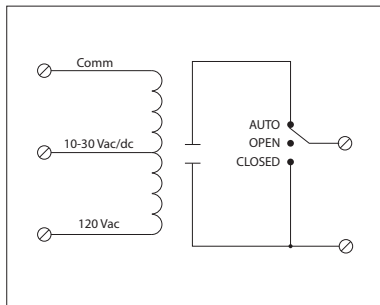 Comm
10-30 Vac/dc
120 Vac
AUTO
OPEN
CLOSED